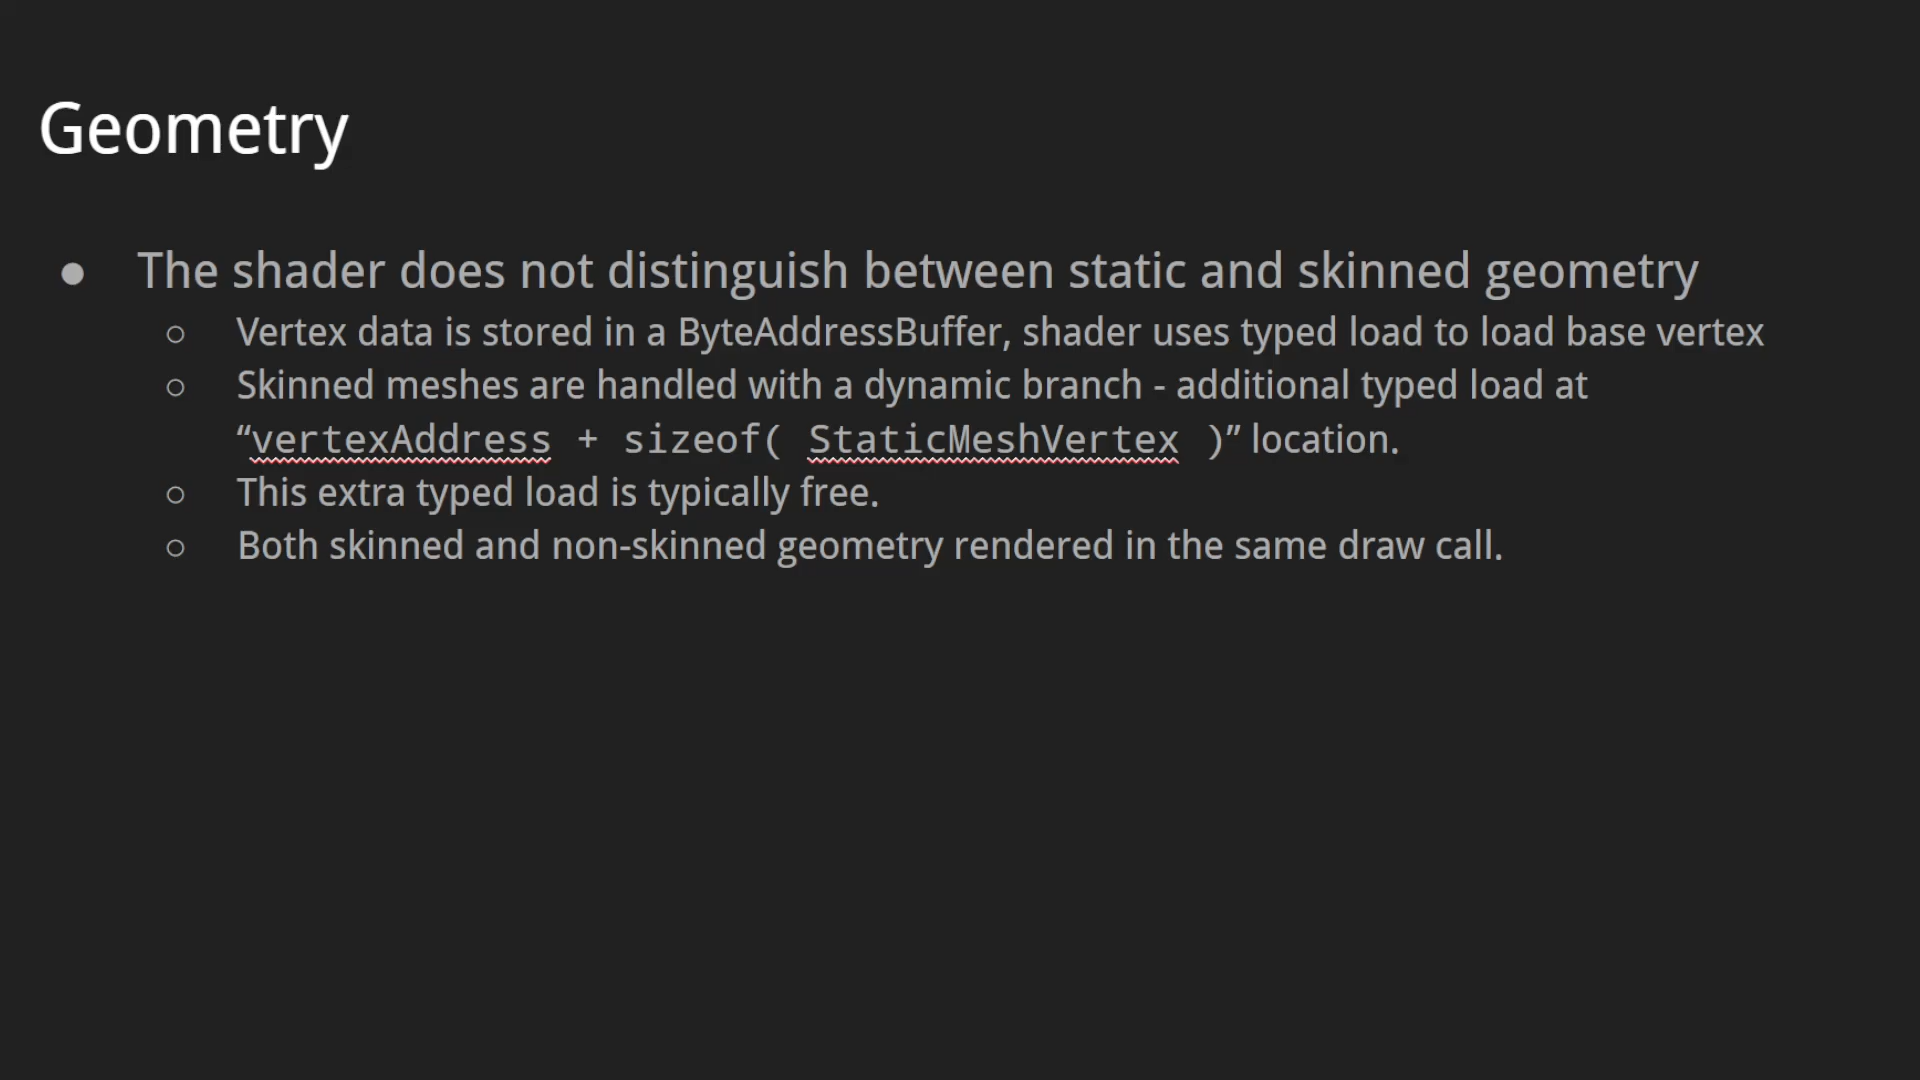 Geometry
● The shader does not distinguish between static and skinned geometry
○ Vertex data is stored in a ByteAddressBuffer, shader uses typed load to load base vertex
○ Skinned meshes are handled with a dynamic branch - additional typed load at
“vertexAddress + sizeof( StaticMeshVertex )” location.
○ This extra typed load is typically free.
○ Both skinned and non-skinned geometry rendered in the same draw call.